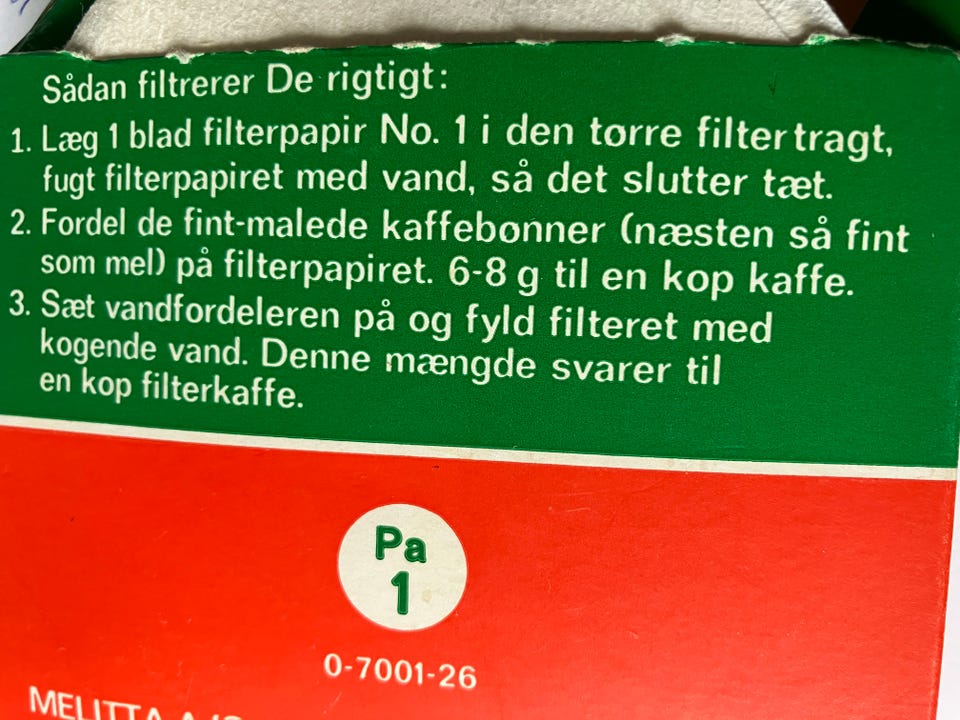 Sådan filtrerer De rigtigt:
1. Læg 1 blad filterpapir No. 1 i den tørre filtertragt,
fugt filterpapiret med vand, så det slutter tæt.
2. Fordel de fint-malede kaffebønner (næsten så fint
som mel) på filterpapiret. 6-8 g til en kop kaffe.
3. Sæt vandfordeleren på og fyld filteret med
kogende vand. Denne mængde svarer til
en kop filterkaffe.
Pa
1
0-7001-26
MELITTA